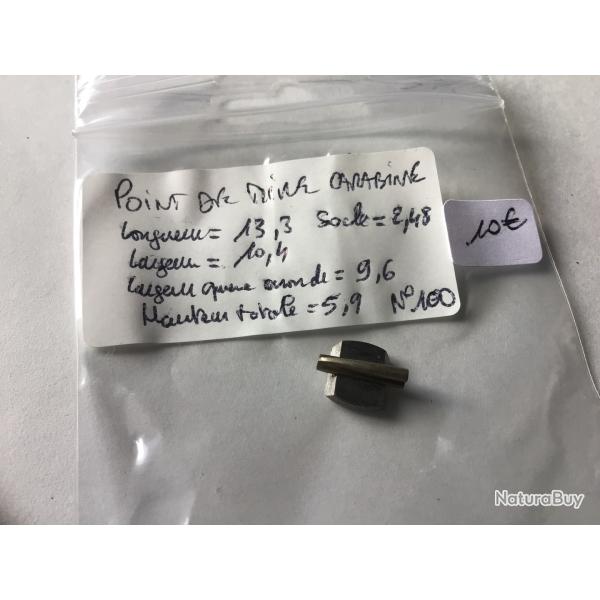 POINT DE MIRE CARABINE
Longueur = 13,3 Socle = 2,48
Largeur = 10,4
10€
Largeur queue aronde = 9,6
Hauteur totale = 5,9 N° 100
NaturaBuy